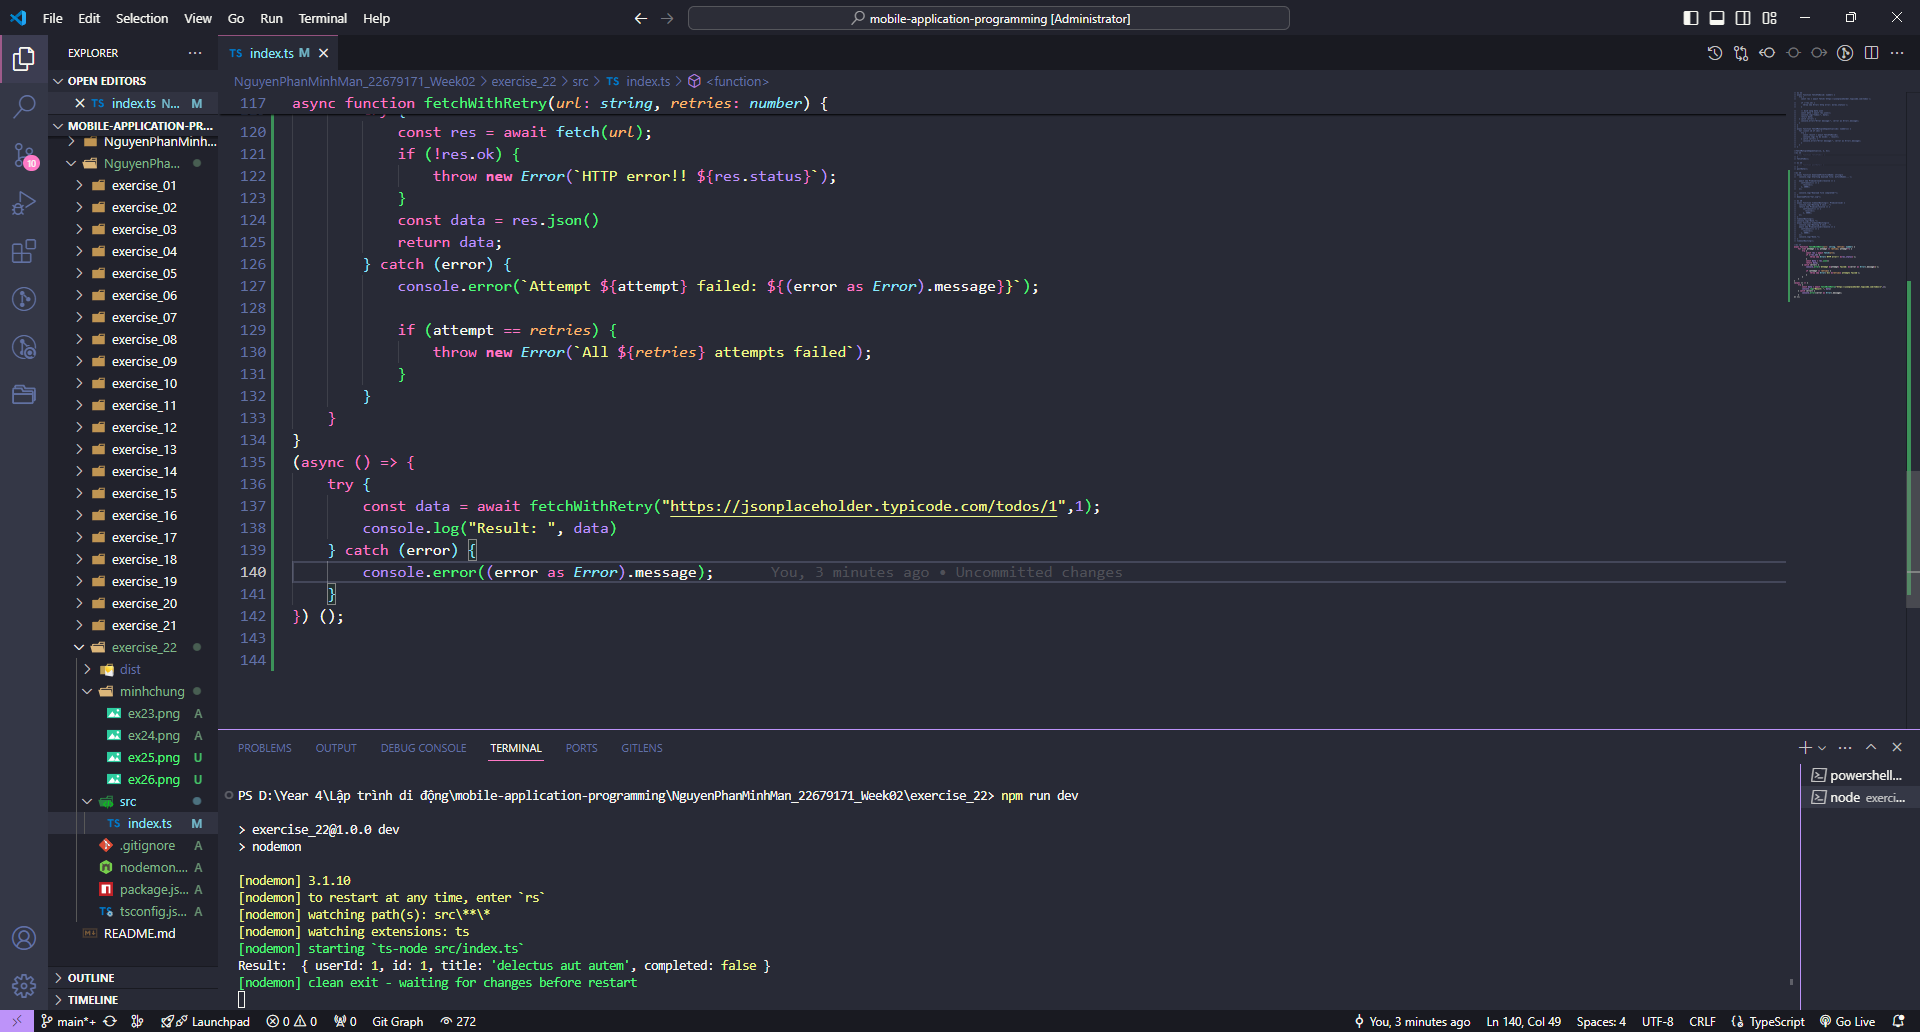 File Edit Selection View Go Run Terminal Help
mobile-application-programming [Administrator]
EXPLORER
TS index.ts M
OPEN EDITORS
TS index.ts N... M
NguyenPhanMinhMan_22679171_Week02 > exercise_22 > src > TS index.ts > <function>
MOBILE-APPLICATION-PR...
NguyenPhanMinh...
NguyenPha...
exercise_01
exercise_02
exercise_03
exercise_04
exercise_05
exercise_06
exercise_07
exercise_08
exercise_09
exercise_10
exercise_11
exercise_12
exercise_13
exercise_14
exercise_15
exercise_16
exercise_17
exercise_18
exercise_19
exercise_20
exercise_21
exercise_22
dist
minhchung
ex23.png A
ex24.png A
ex25.png U
ex26.png U
src
TS index.ts M
.gitignore A
nodemon.... A
package.js... A
tsconfig.js... A
README.md
OUTLINE
TIMELINE
10
117 async function fetchWithRetry(url: string, retries: number) {
120 const res = await fetch(url);
121 if (!res.ok) {
122 throw new Error(`HTTP error!! ${res.status}`);
123 }
124 const data = res.json()
125 return data;
126 } catch (error) {
127 console.error(`Attempt ${attempt} failed: ${(error as Error).message}}`);
128
129 if (attempt == retries) {
130 throw new Error(`All ${retries} attempts failed`);
131 }
132 }
133 }
134 }
135 (async () => {
136 try {
137 const data = await fetchWithRetry("https://jsonplaceholder.typicode.com/todos/1",1);
138 console.log("Result: ", data)
139 } catch (error) {
140 console.error((error as Error).message); You, 3 minutes ago • Uncommitted changes
141 }
142 }) ();
143
144
PROBLEMS OUTPUT DEBUG CONSOLE TERMINAL PORTS GITLENS
powershell...
node exerci...
PS D:\Year 4\Lập trình di động\mobile-application-programming\NguyenPhanMinhMan_22679171_Week02\exercise_22> npm run dev
> exercise_22@1.0.0 dev
> nodemon
[nodemon] 3.1.10
[nodemon] to restart at any time, enter `rs`
[nodemon] watching path(s): src\**\*
[nodemon] watching extensions: ts
[nodemon] starting `ts-node src/index.ts`
Result:  { userId: 1, id: 1, title: 'delectus aut autem', completed: false }
[nodemon] clean exit - waiting for changes before restart
main*+ Launchpad 0 0 0 Git Graph 272 You, 3 minutes ago Ln 140, Col 49 Spaces: 4 UTF-8 CRLF {} TypeScript Go Live